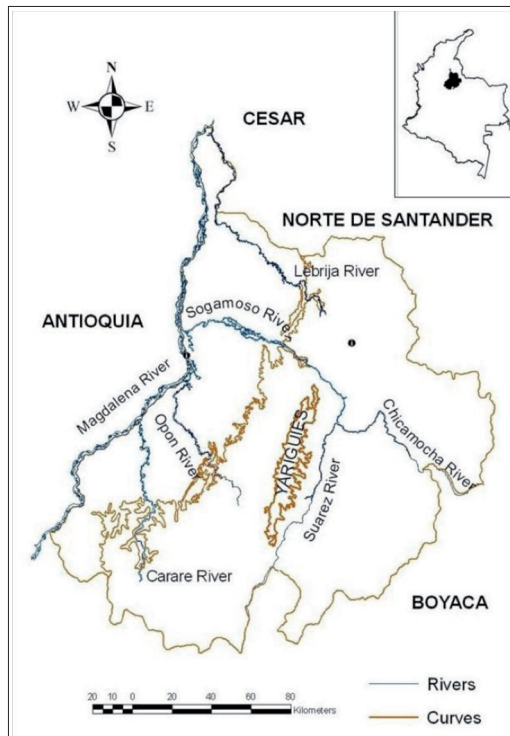 N
W E
S
CESAR
NORTE DE SANTANDER
Lebrija River
Sogamoso River
ANTIOQUIA
Magdalena River
Opon River
YARIGUIES
Chicamocha River
Suarez River
Carare River
BOYACA
20 10 0 20 40 60 80
Kilometers
Rivers
Curves